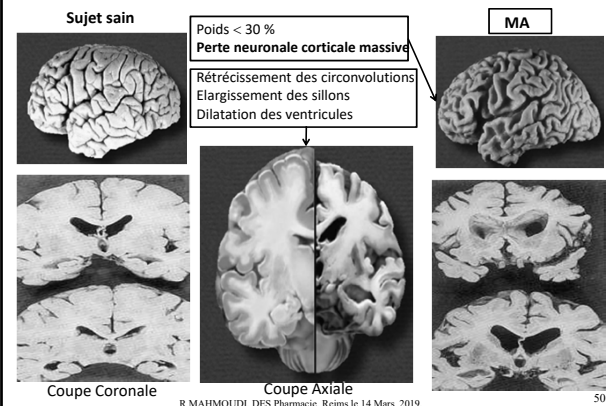 Sujet sain
Poids < 30 %
Perte neuronale corticale massive
MA
Rétrécissement des circonvolutions
Elargissement des sillons
Dilatation des ventricules
Coupe Coronale
Coupe Axiale
R MAHMOUDI, DES Pharmacie, Reims le 14 Mars, 2019
50